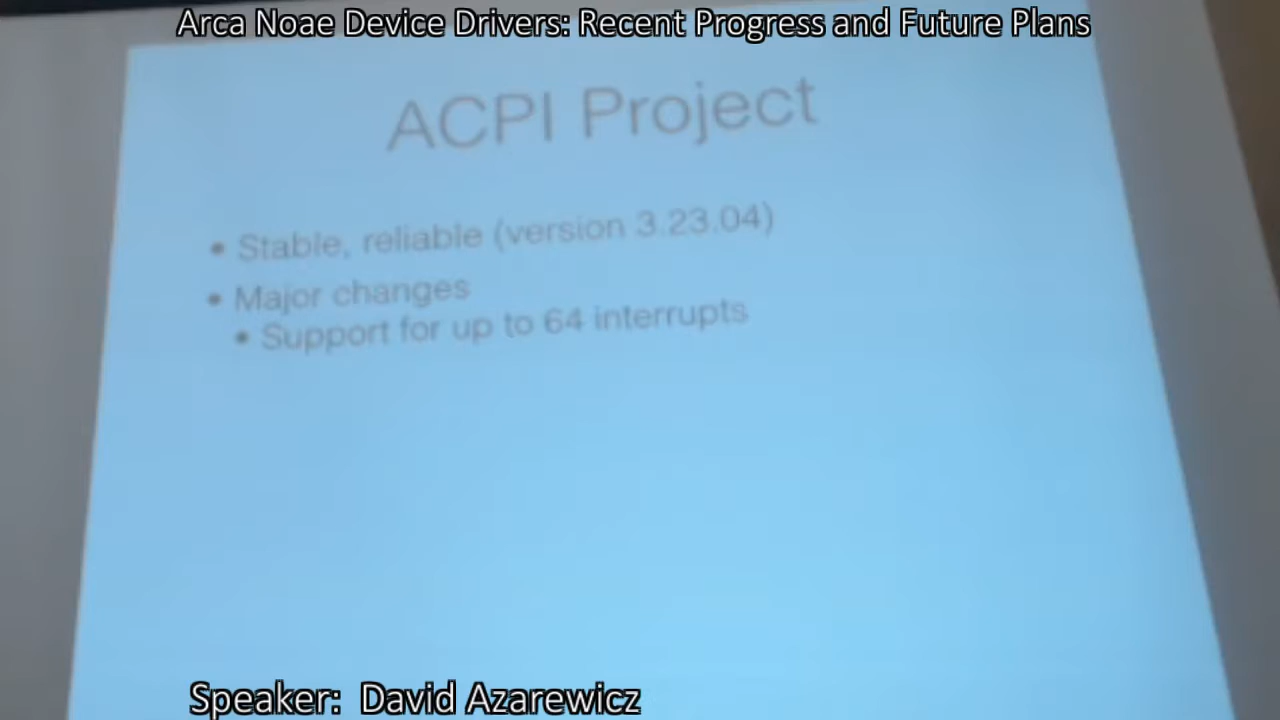 Arca Noae Device Drivers: Recent Progress and Future Plans
ACPI Project
• Stable, reliable (version 3.23.04)
• Major changes
• Support for up to 64 interrupts
Speaker: David Azarewicz